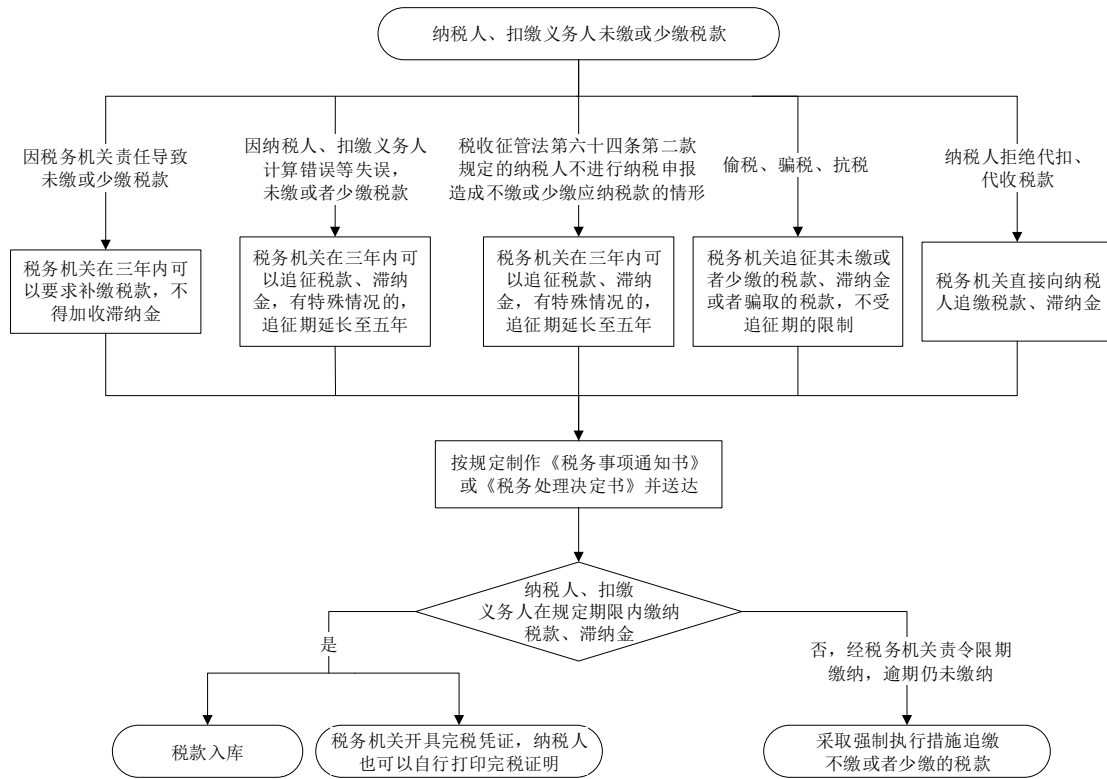 纳税人、扣缴义务人未缴或少缴税款
因税务机关责任导致
未缴或少缴税款
因纳税人、扣缴义务人
计算错误等失误，
未缴或者少缴税款
税收征管法第六十四条第二款
规定的纳税人不进行纳税申报
造成不缴或少缴应纳税款的情形
偷税、骗税、抗税
纳税人拒绝代扣、
代收税款
税务机关在三年内可
以要求补缴税款，不
得加收滞纳金
税务机关在三年内可
以追征税款、滞纳
金，有特殊情况的，
追征期延长至五年
税务机关在三年内可
以追征税款、滞纳
金，有特殊情况的，
追征期延长至五年
税务机关追征其未缴或
者少缴的税款、滞纳金
或者骗取的税款，不受
追征期的限制
税务机关直接向纳税
人追缴税款、滞纳金
按规定制作《税务事项通知书》
或《税务处理决定书》并送达
纳税人、扣缴
义务人在规定期限内缴纳
税款、滞纳金
是
否，经税务机关责令限期
缴纳，逾期仍未缴纳
税款入库
税务机关开具完税凭证，纳税人
也可以自行打印完税证明
采取强制执行措施追缴
不缴或者少缴的税款